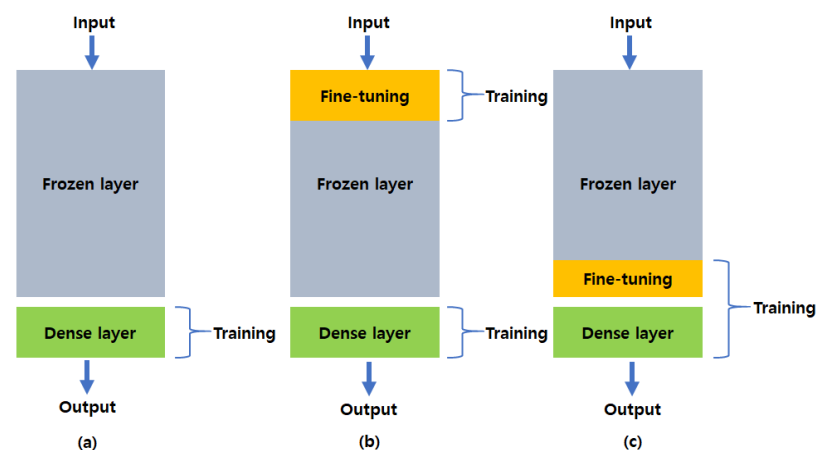 Input
Frozen layer
Dense layer
Training
Output
(a)
Input
Fine-tuning
Training
Frozen layer
Dense layer
Training
Output
(b)
Input
Frozen layer
Fine-tuning
Dense layer
Training
Output
(c)